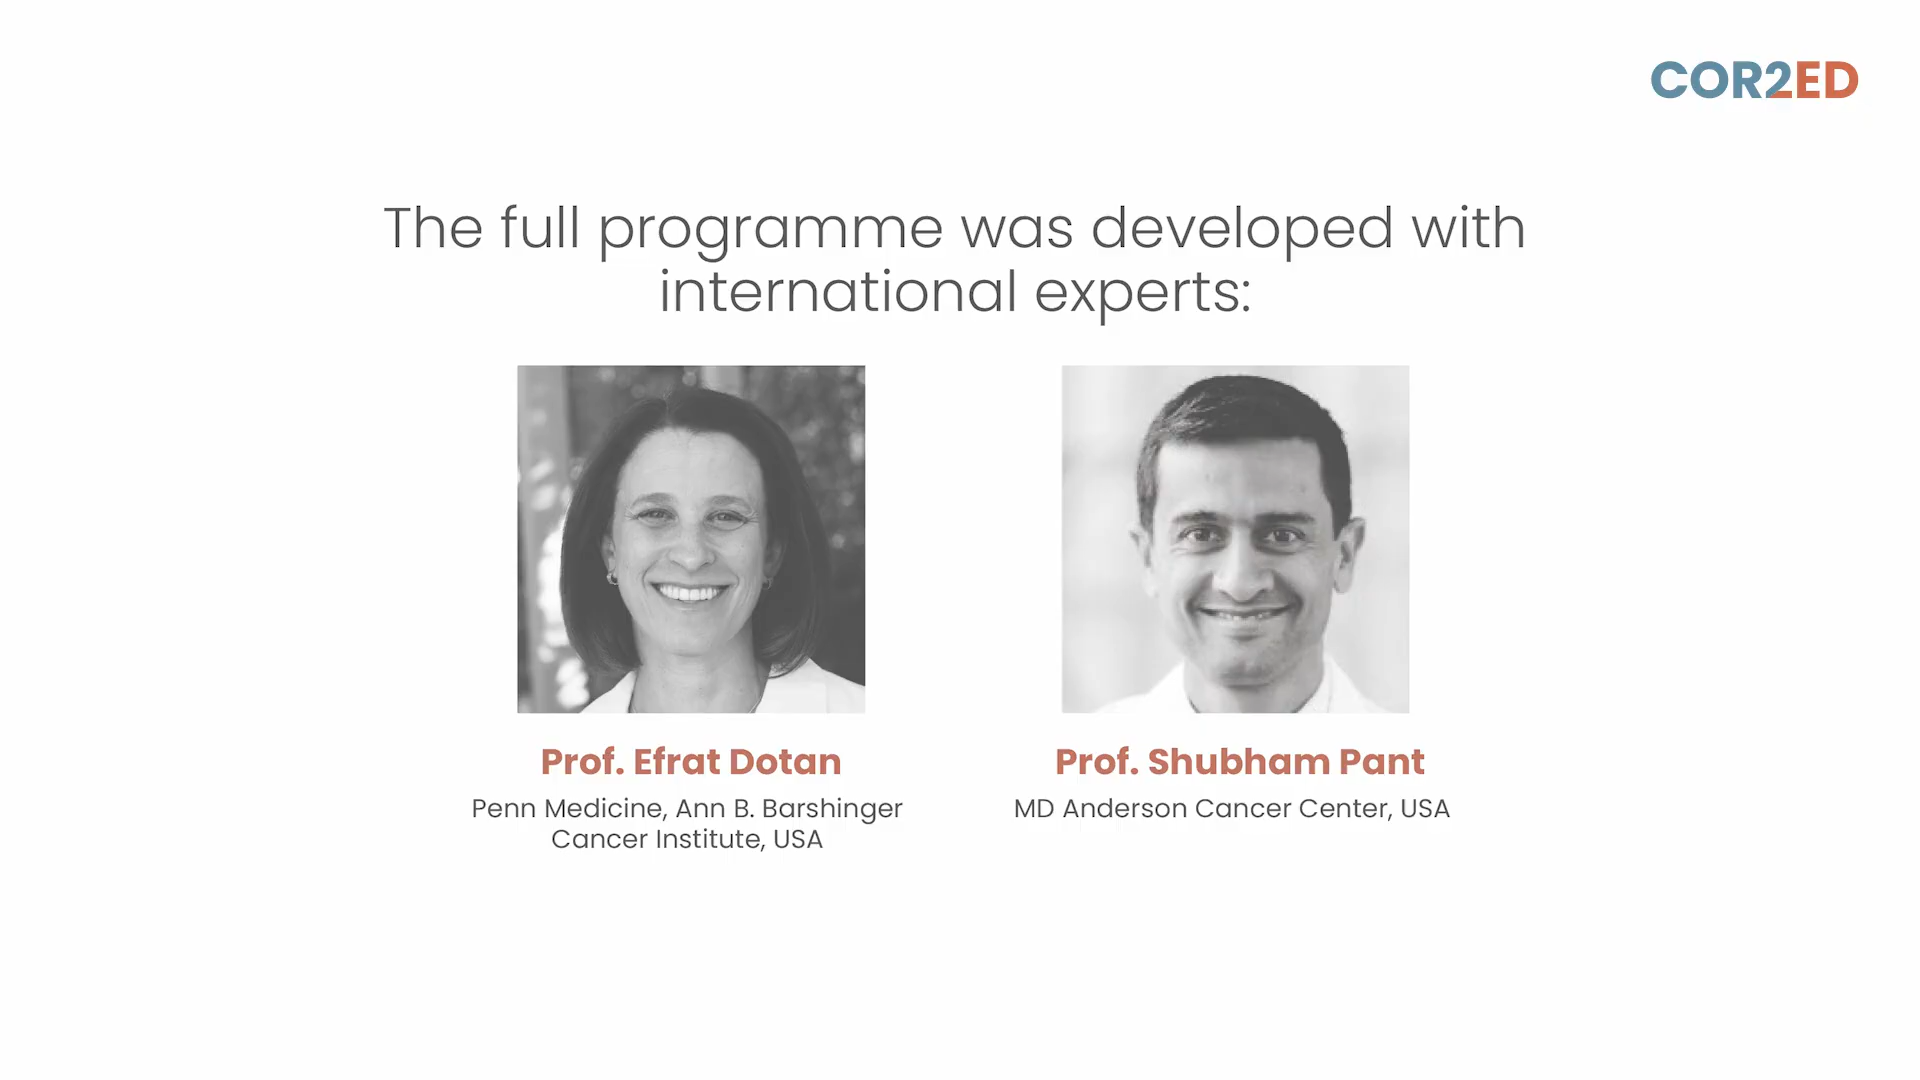 COR2ED
The full programme was developed with
international experts:
Prof. Efrat Dotan
Penn Medicine, Ann B. Barshinger
Cancer Institute, USA
Prof. Shubham Pant
MD Anderson Cancer Center, USA